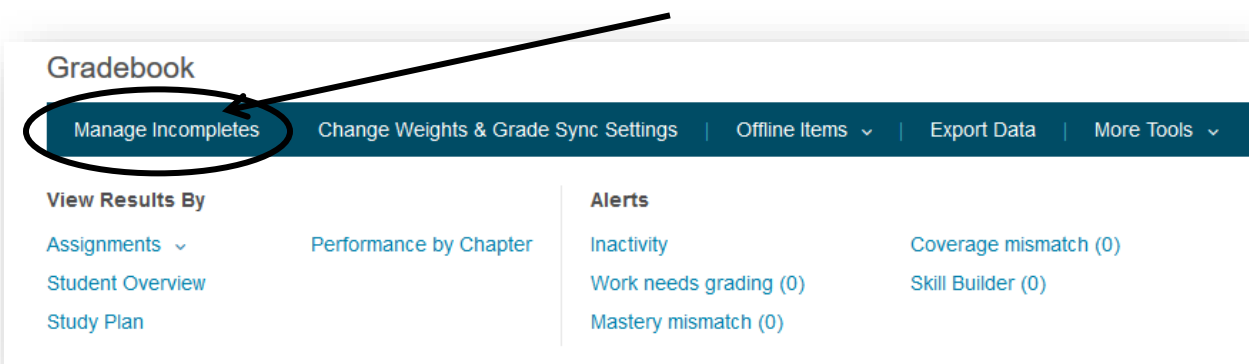 Gradebook
Manage Incompletes Change Weights & Grade Sync Settings | Offline Items | Export Data | More Tools
View Results By
Assignments Performance by Chapter
Student Overview
Study Plan
Alerts
Inactivity Coverage mismatch (0)
Work needs grading (0) Skill Builder (0)
Mastery mismatch (0)